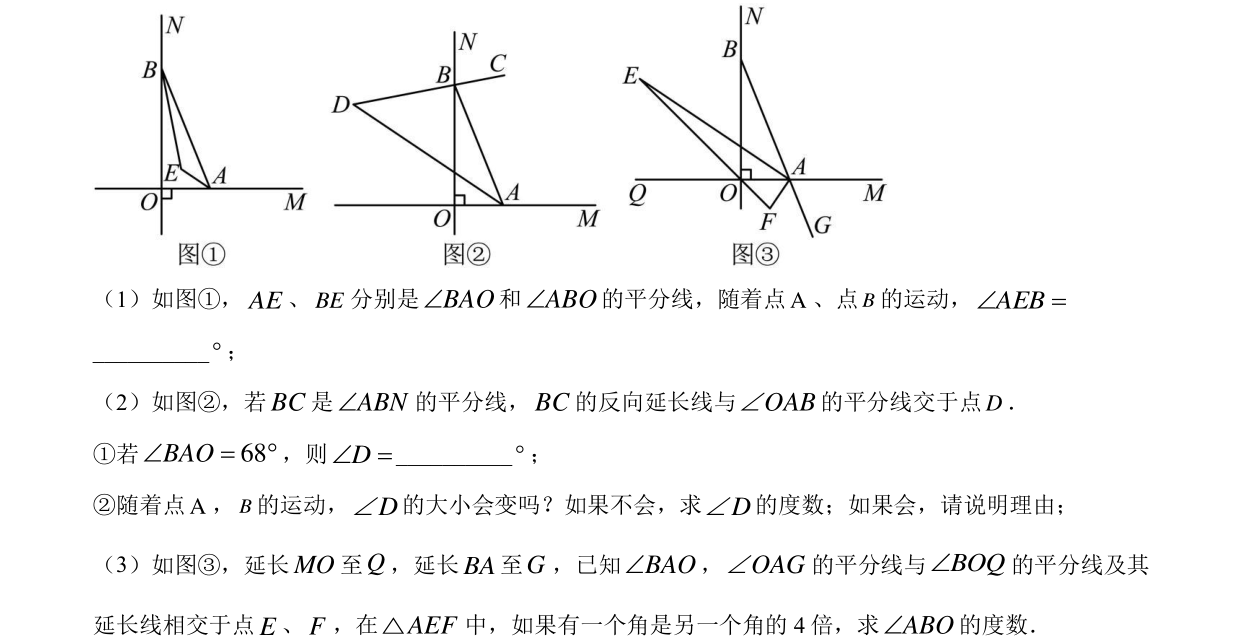 N
B
E
A
O
M
图①
N
B
C
D
A
O
M
图②
N
B
E
A
Q
O
M
F
G
图③
（1）如图①， AE 、 BE 分别是∠BAO和∠ABO的平分线，随着点A 、点B的运动，∠AEB =
__________°；
（2）如图②，若BC是∠ABN的平分线， BC的反向延长线与∠OAB的平分线交于点D．
①若∠BAO = 68°，则∠D =__________°；
②随着点A， B的运动， ∠D的大小会变吗？如果不会，求∠D的度数；如果会，请说明理由；
（3）如图③，延长MO至Q，延长BA至G，已知∠BAO，∠OAG的平分线与∠BOQ的平分线及其
延长线相交于点E、F，在△AEF中，如果有一个角是另一个角的 4 倍，求∠ABO的度数．